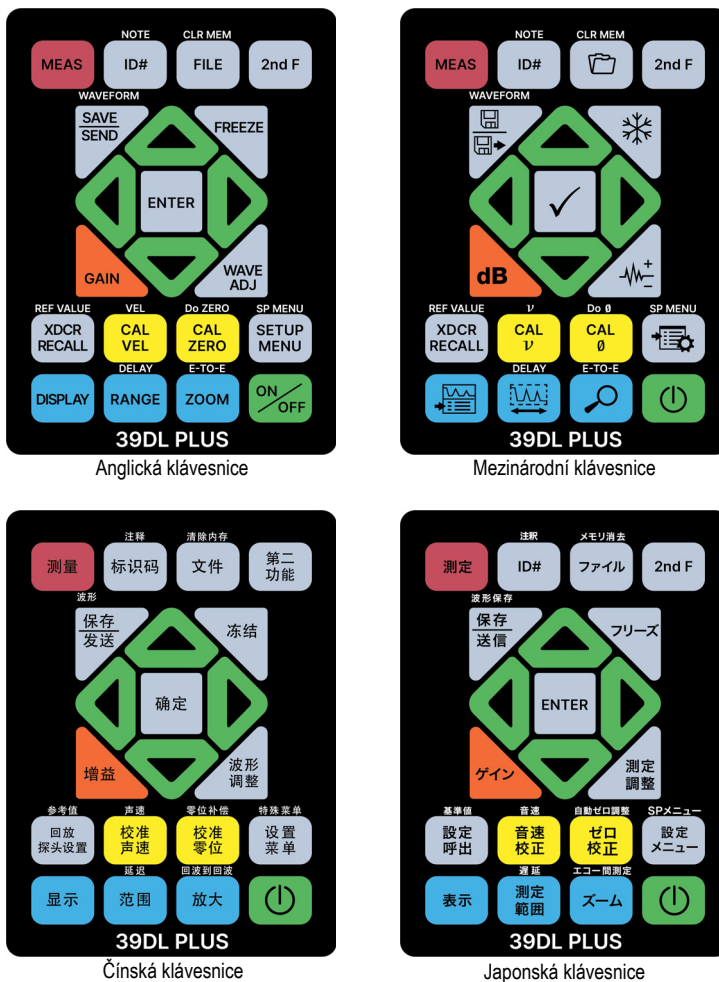 NOTE CLR MEM
MEAS ID# FILE 2nd F
WAVEFORM
SAVE
SEND
FREEZE
ENTER
GAIN
WAVE
ADJ
REF VALUE VEL Do ZERO SP MENU
XDCR
RECALL
CAL
VEL
CAL
ZERO
SETUP
MENU
DELAY E-TO-E
DISPLAY RANGE ZOOM ON/OFF
39DL PLUS
Anglická klávesnice
NOTE CLR MEM
MEAS ID# 2nd F
WAVEFORM
dB
REF VALUE ν Do Ø SP MENU
XDCR
RECALL
CAL
ν
CAL
Ø
DELAY E-TO-E
39DL PLUS
Mezinárodní klávesnice
注释 清除内存
测量 标识码 文件 第二
功能
波形
保存
发送
冻结
确定
增益
波形
调整
参考值 声速 零位补偿 特殊菜单
回放
探头设置
校准
声速
校准
零位
设置
菜单
延迟 回波到回波
显示 范围 放大
39DL PLUS
Čínská klávesnice
注釈 メモリ消去
測定 ID# ファイル 2nd F
波形保存
保存
送信
フリーズ
ENTER
ゲイン
測定
調整
基準値 音速 自動ゼロ調整 SPメニュー
設定
呼出
音速
校正
ゼロ
校正
設定
メニュー
遅延 エコー間測定
表示 測定
範囲
ズーム
39DL PLUS
Japonská klávesnice